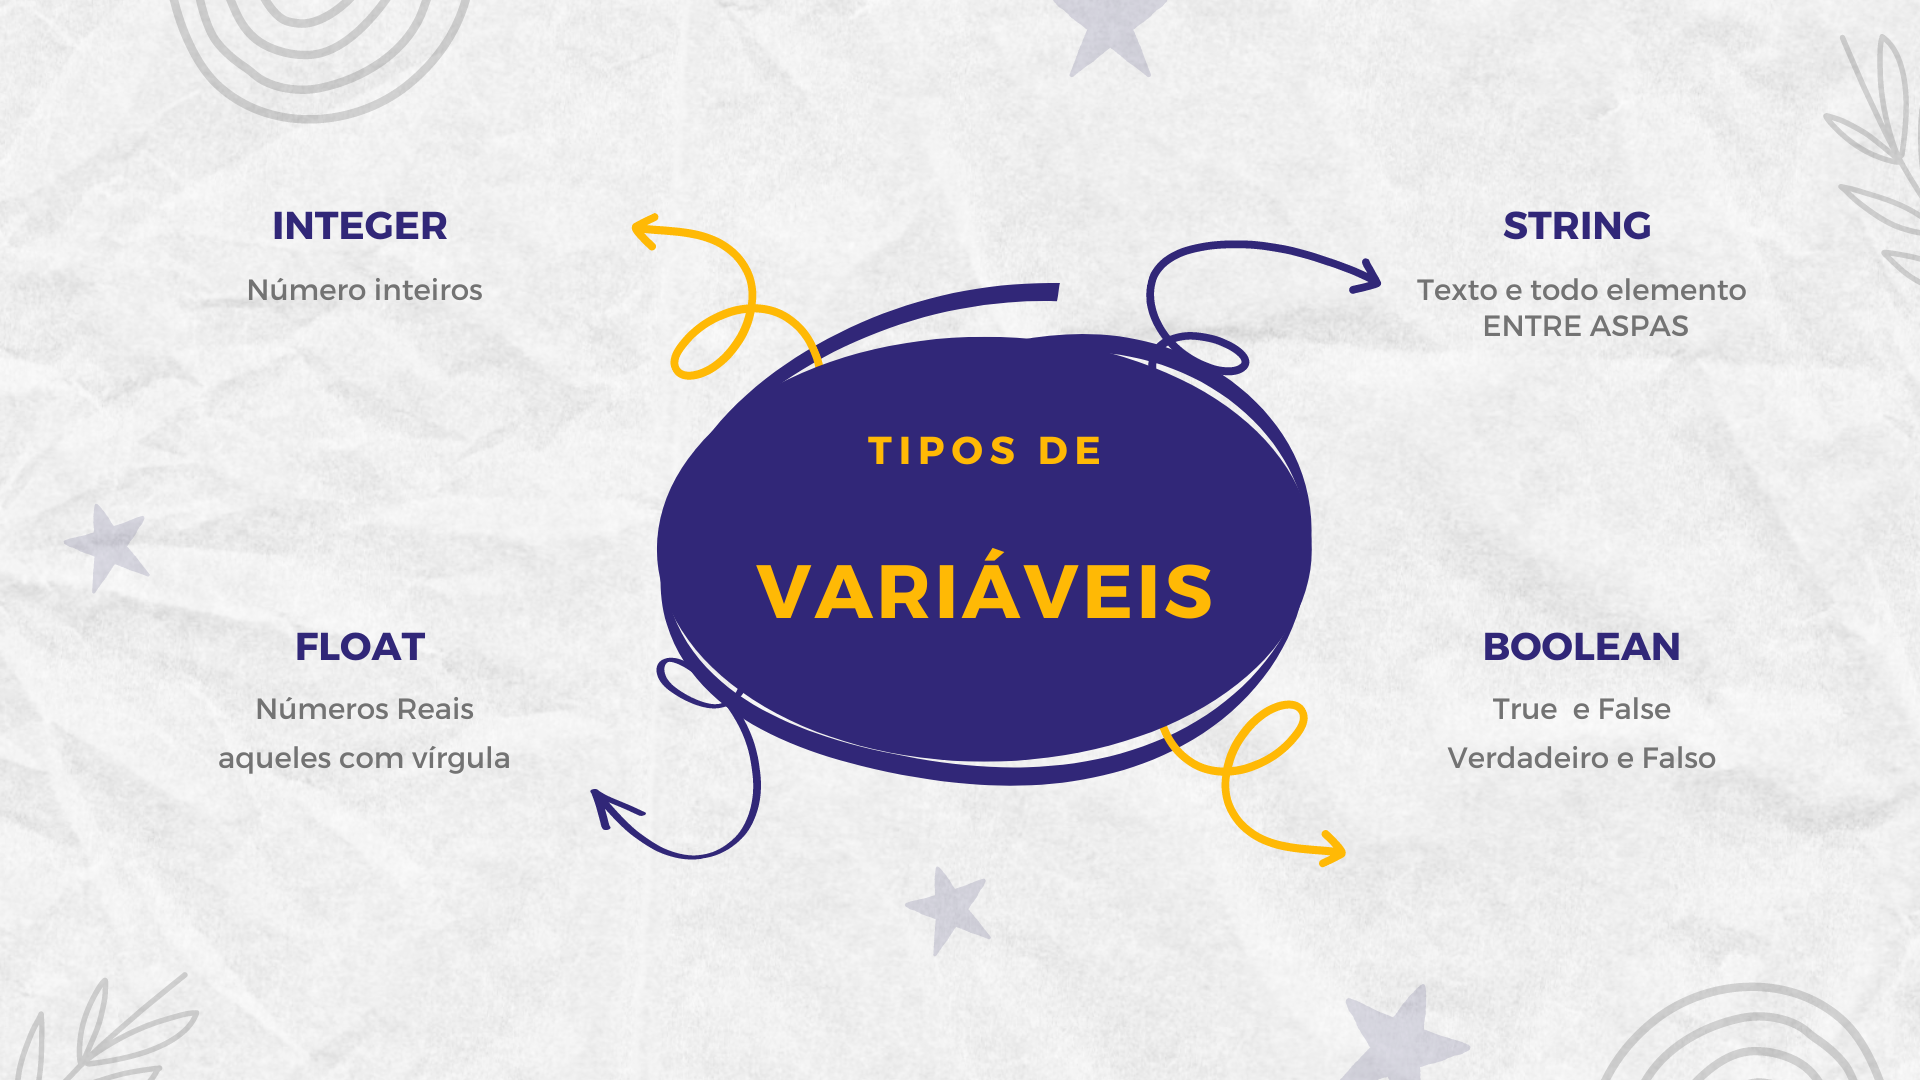 INTEGER
Número inteiros
STRING
Texto e todo elemento
ENTRE ASPAS
TIPOS DE
VARIÁVEIS
FLOAT
Números Reais
aqueles com vírgula
BOOLEAN
True  e False
Verdadeiro e Falso